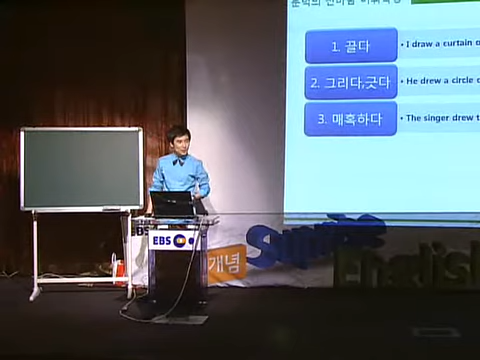 1. 끌다
• I draw a curtain
2. 그리다,긋다
• He drew a circle
3. 매혹하다
• The singer drew
EBS
EBS
개념
English